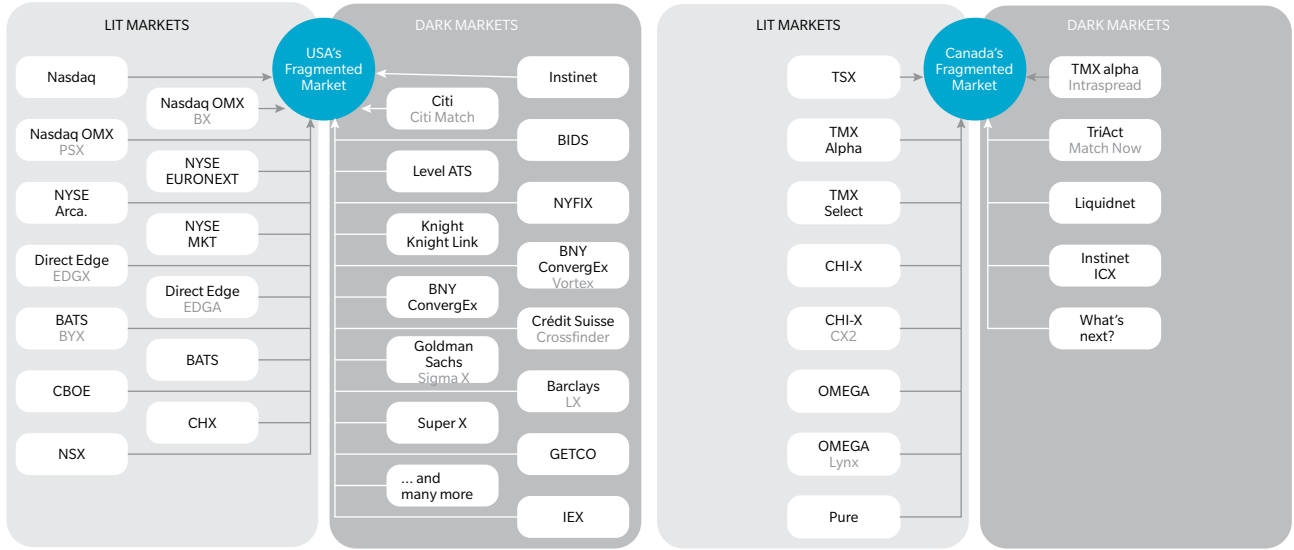 LIT MARKETS
USA's
Fragmented
Market
DARK MARKETS
Nasdaq
Nasdaq OMX
BX
Nasdaq OMX
PSX
NYSE
EURONEXT
NYSE
Arca.
NYSE
MKT
Direct Edge
EDGX
Direct Edge
EDGA
BATS
BYX
BATS
CBOE
CHX
NSX
Instinet
Citi
Citi Match
BIDS
Level ATS
NYFIX
Knight
Knight Link
BNY
ConvergEx
Vortex
BNY
ConvergEx
Crédit Suisse
Crossfinder
Goldman
Sachs
Sigma X
Barclays
LX
Super X
GETCO
... and
many more
IEX
LIT MARKETS
Canada's
Fragmented
Market
DARK MARKETS
TSX
TMX
Alpha
TMX
Select
CHI-X
CHI-X
CX2
OMEGA
OMEGA
Lynx
Pure
TMX alpha
Intraspread
TriAct
Match Now
Liquidnet
Instinet
ICX
What's
next?